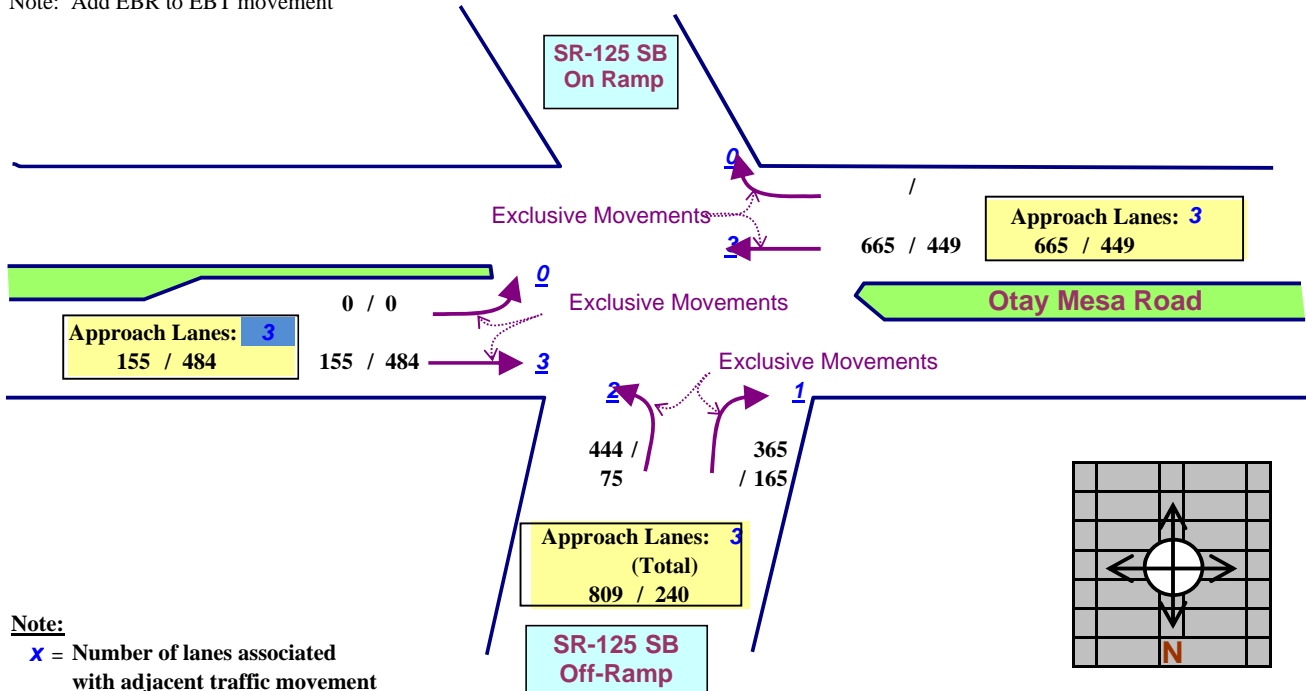 Note: Add EBR to EBT movement
SR-125 SB
On Ramp
0
/
Exclusive Movements
Approach Lanes: 3
665 / 449
3
665 / 449
0
0 / 0
Exclusive Movements
Otay Mesa Road
Approach Lanes: 3
155 / 484
155 / 484
3
Exclusive Movements
2
1
444 /
75
365
/ 165
Approach Lanes: 3
(Total)
809 / 240
Note:
x = Number of lanes associated
with adjacent traffic movement
SR-125 SB
Off-Ramp
N